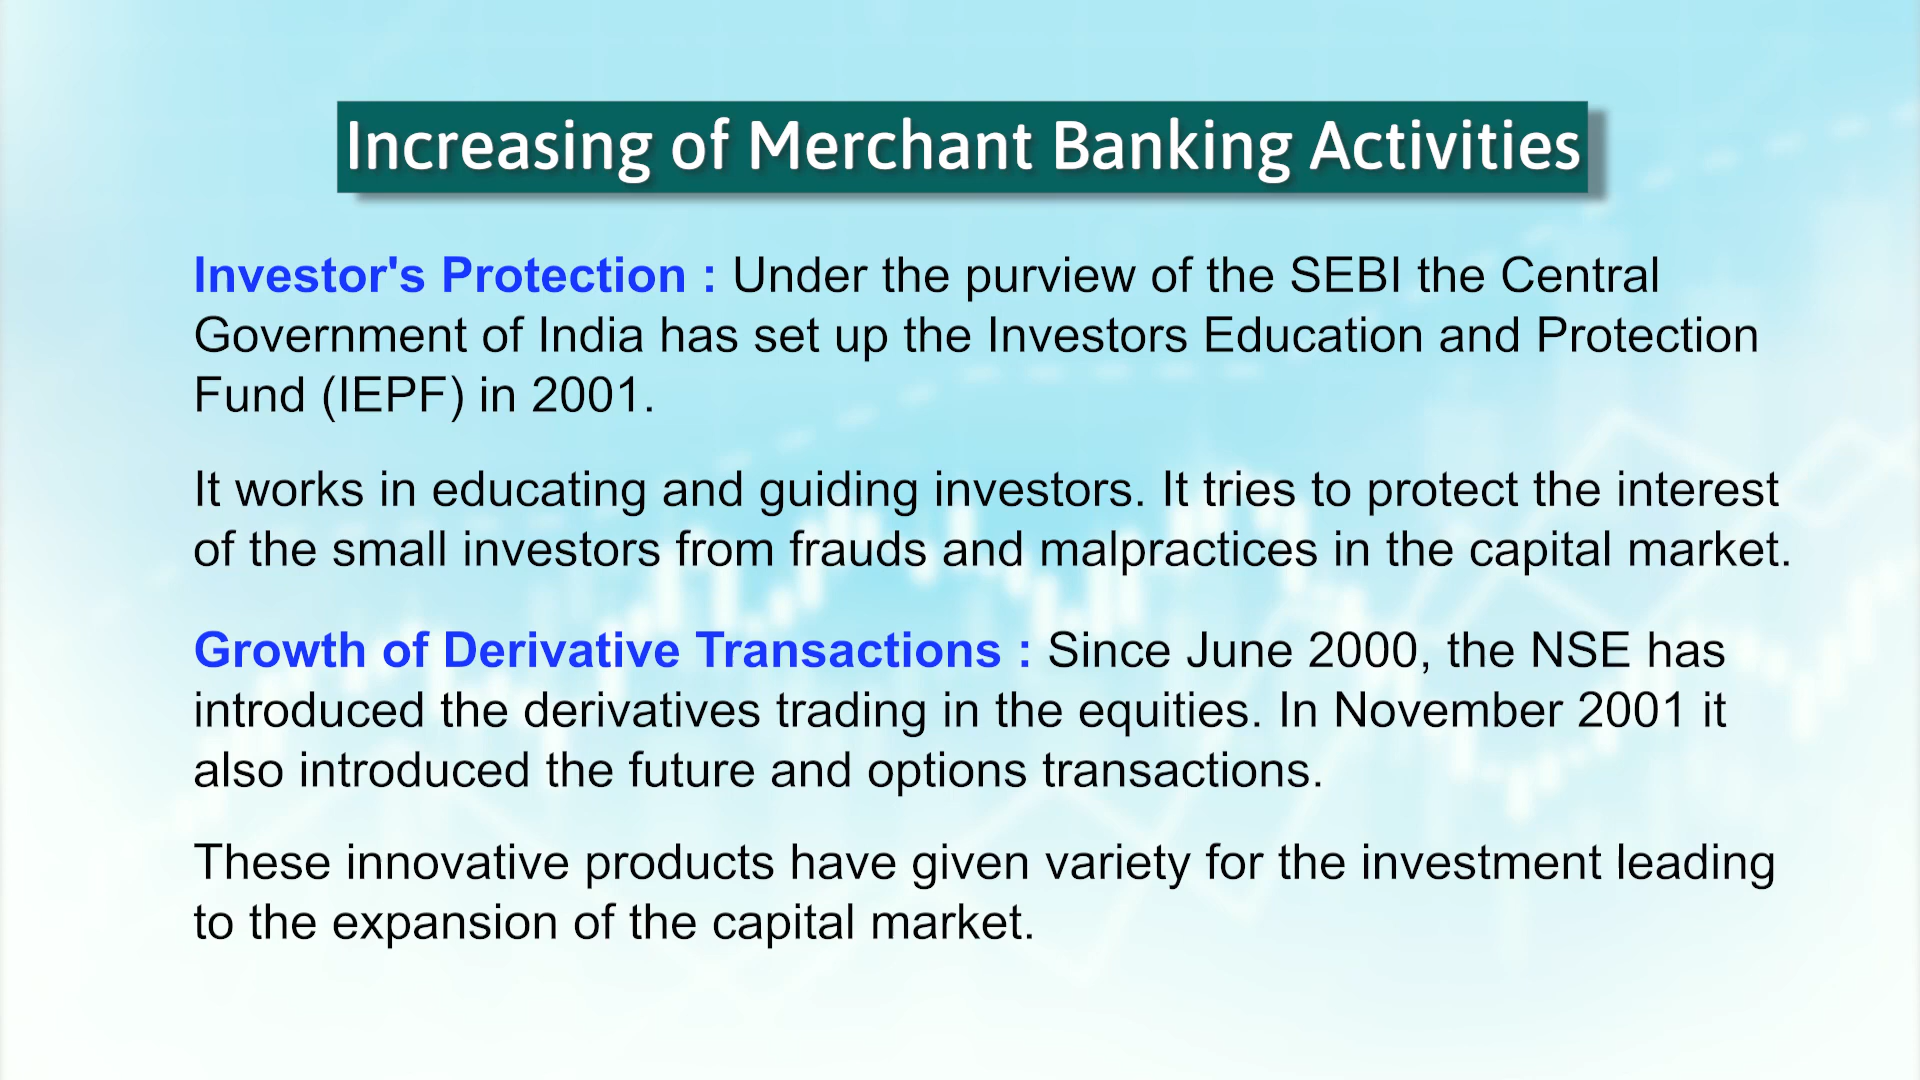 Increasing of Merchant Banking Activities
Investor's Protection : Under the purview of the SEBI the Central
Government of India has set up the Investors Education and Protection
Fund (IEPF) in 2001.
It works in educating and guiding investors. It tries to protect the interest
of the small investors from frauds and malpractices in the capital market.
Growth of Derivative Transactions : Since June 2000, the NSE has
introduced the derivatives trading in the equities. In November 2001 it
also introduced the future and options transactions.
These innovative products have given variety for the investment leading
to the expansion of the capital market.